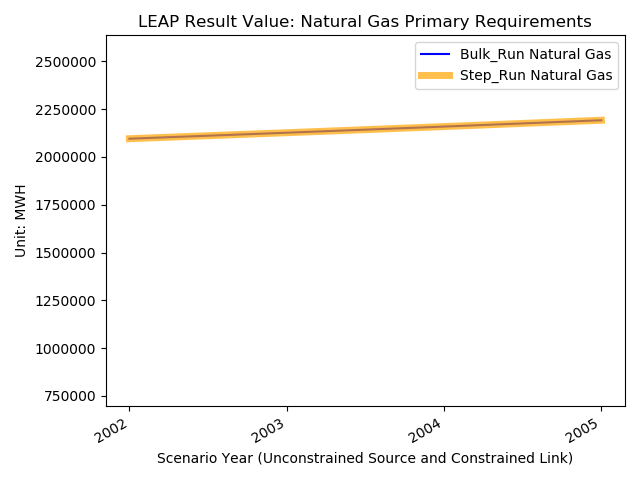 LEAP Result Value: Natural Gas Primary Requirements
Bulk_Run Natural Gas
Step_Run Natural Gas
Unit: MWH
2500000
2250000
2000000
1750000
1500000
1250000
1000000
750000
2002
2003
2004
2005
Scenario Year (Unconstrained Source and Constrained Link)